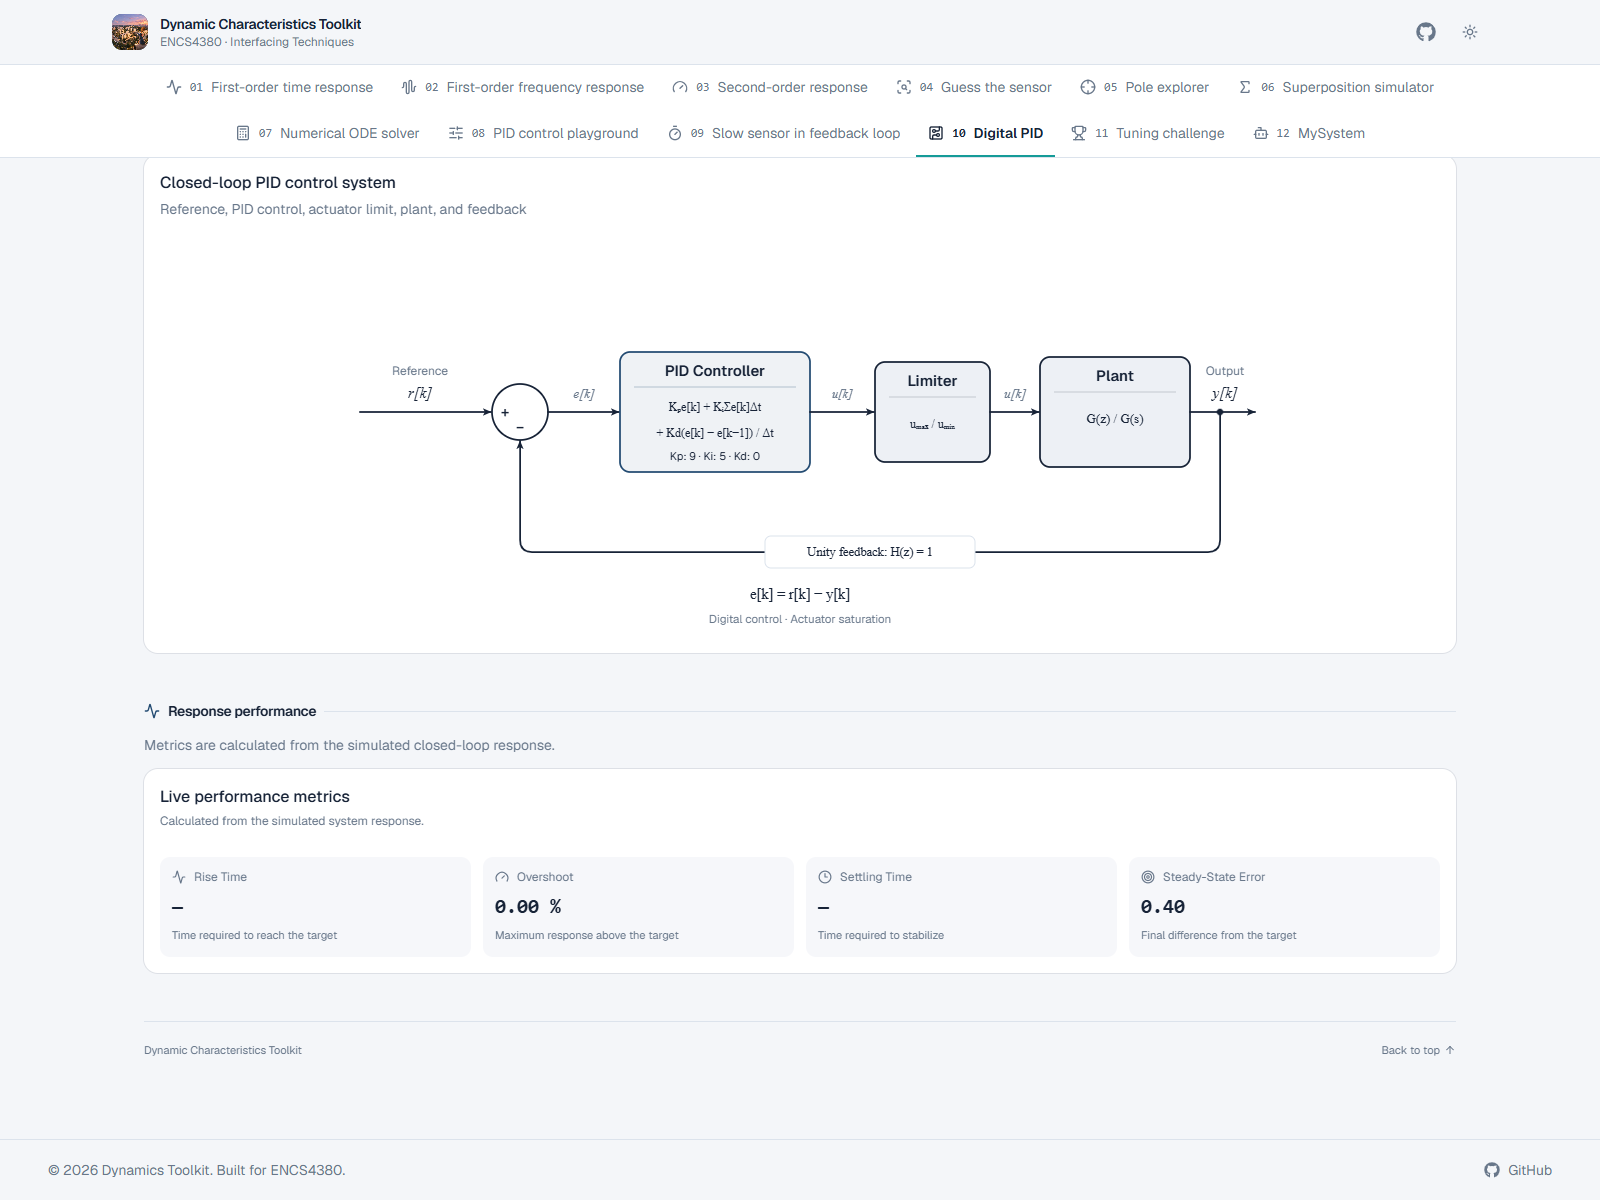 Dynamic Characteristics Toolkit
ENCS4380 · Interfacing Techniques
01 First-order time response
02 First-order frequency response
03 Second-order response
04 Guess the sensor
05 Pole explorer
06 Superposition simulator
07 Numerical ODE solver
08 PID control playground
09 Slow sensor in feedback loop
10 Digital PID
11 Tuning challenge
12 MySystem
Closed-loop PID control system
Reference, PID control, actuator limit, plant, and feedback
Reference
r[k]
+
−
e[k]
PID Controller
Kₚe[k] + KᵢΣe[k]Δt
+ Kd(e[k] − e[k−1]) / Δt
Kp: 9 · Ki: 5 · Kd: 0
u[k]
Limiter
uₘₐₓ / uₘᵢₙ
u[k]
Plant
G(z) / G(s)
Output
y[k]
Unity feedback: H(z) = 1
e[k] = r[k] − y[k]
Digital control · Actuator saturation
Response performance
Metrics are calculated from the simulated closed-loop response.
Live performance metrics
Calculated from the simulated system response.
Rise Time
—
Time required to reach the target
Overshoot
0.00 %
Maximum response above the target
Settling Time
—
Time required to stabilize
Steady-State Error
0.40
Final difference from the target
Dynamic Characteristics Toolkit
Back to top ↑
© 2026 Dynamics Toolkit. Built for ENCS4380.
GitHub